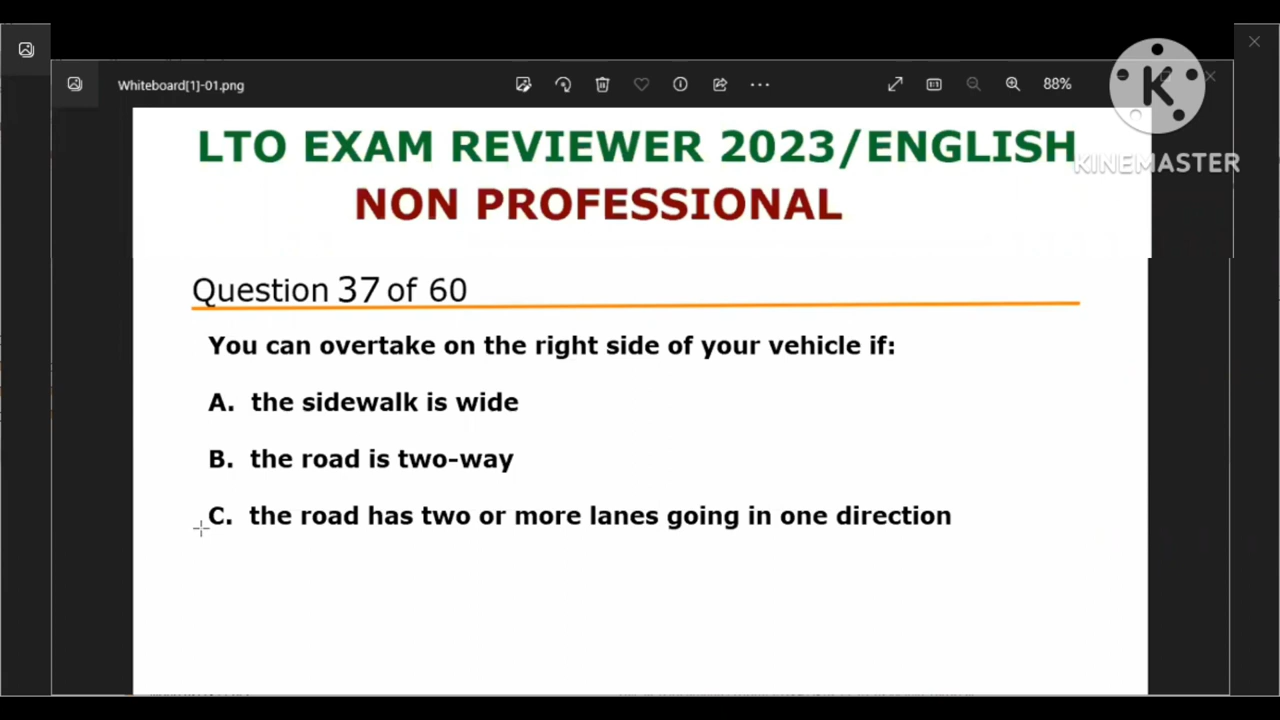 Whiteboard[1]-01.png
88%
K
KINEMASTER
LTO EXAM REVIEWER 2023/ENGLISH
NON PROFESSIONAL
Question 37 of 60
You can overtake on the right side of your vehicle if:
A. the sidewalk is wide
B. the road is two-way
C. the road has two or more lanes going in one direction